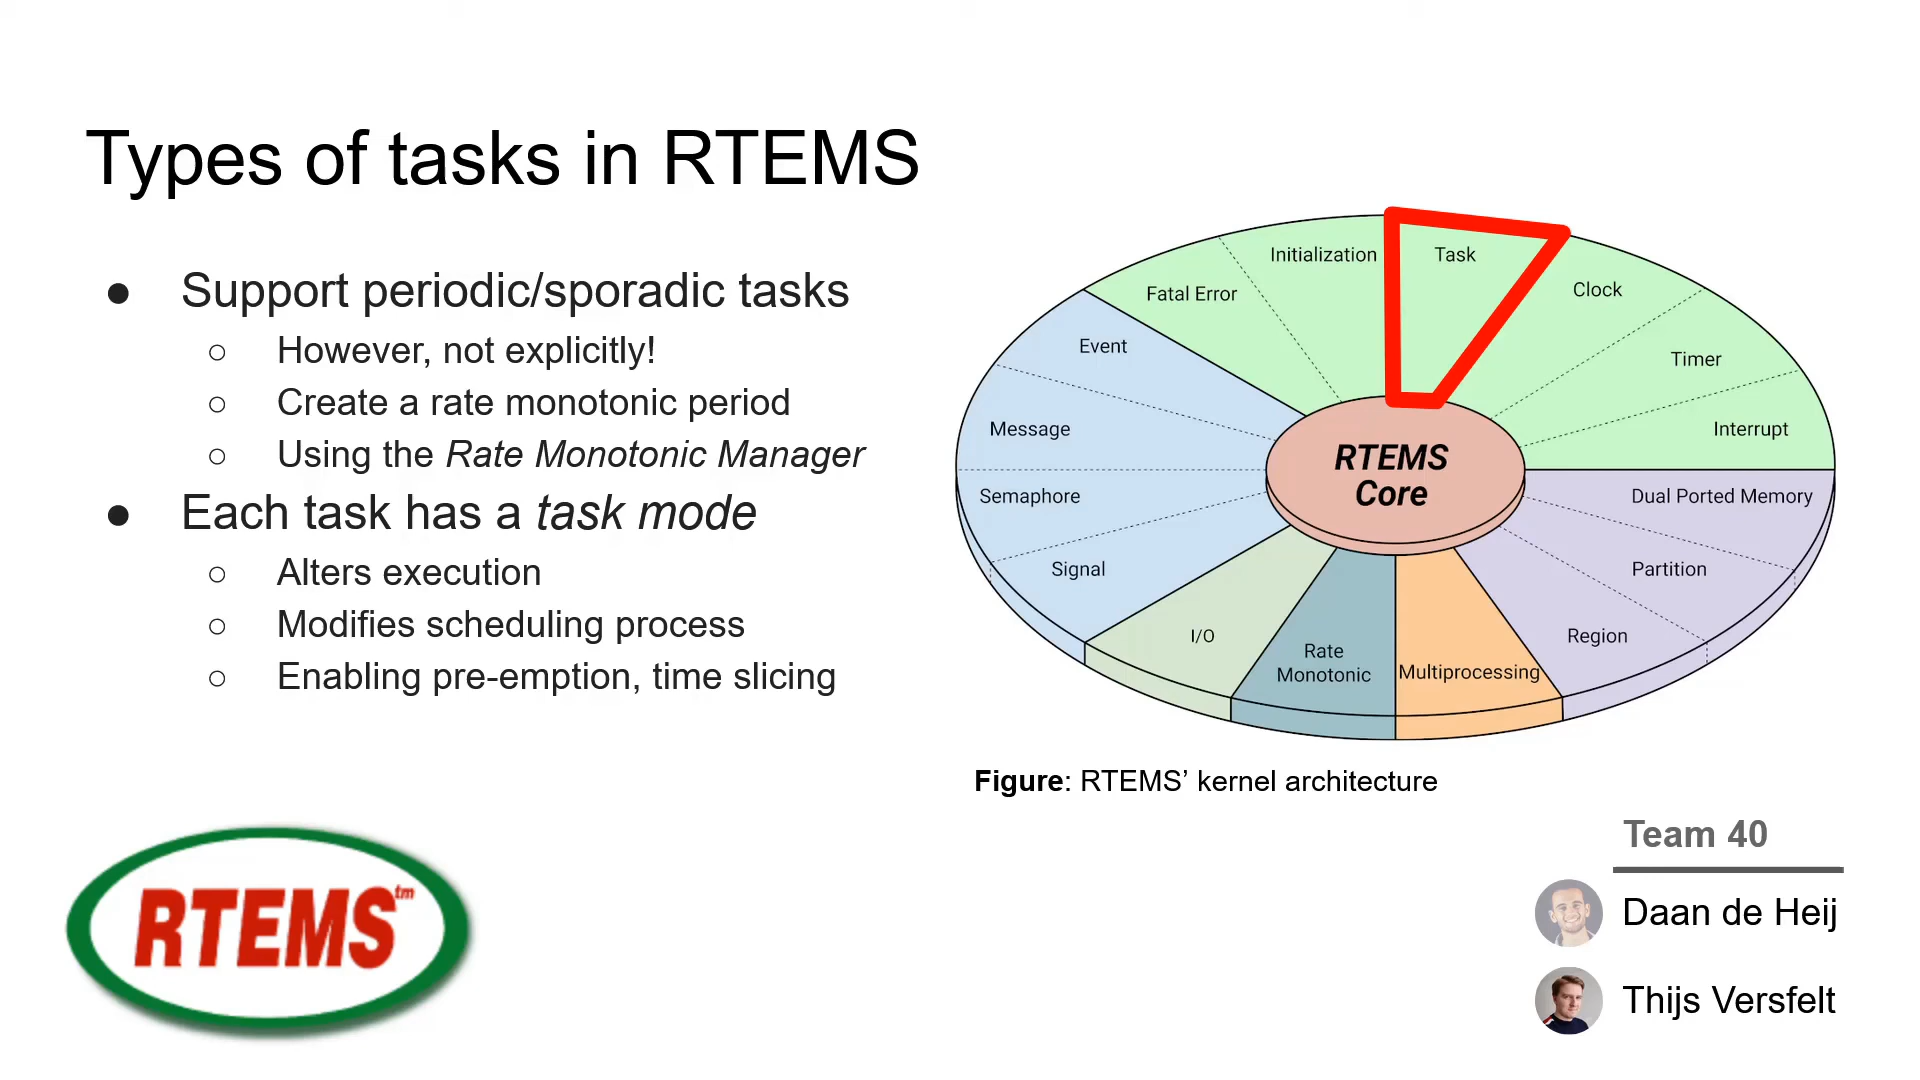 Types of tasks in RTEMS
● Support periodic/sporadic tasks
○ However, not explicitly!
○ Create a rate monotonic period
○ Using the Rate Monotonic Manager
● Each task has a task mode
○ Alters execution
○ Modifies scheduling process
○ Enabling pre-emption, time slicing
Initialization
Task
Fatal Error
Clock
Event
Timer
Message
Interrupt
RTEMS
Core
Semaphore
Dual Ported Memory
Signal
Partition
I/O
Rate
Monotonic
Multiprocessing
Region
Figure: RTEMS’ kernel architecture
RTEMS™
Team 40
Daan de Heij
Thijs Versfelt